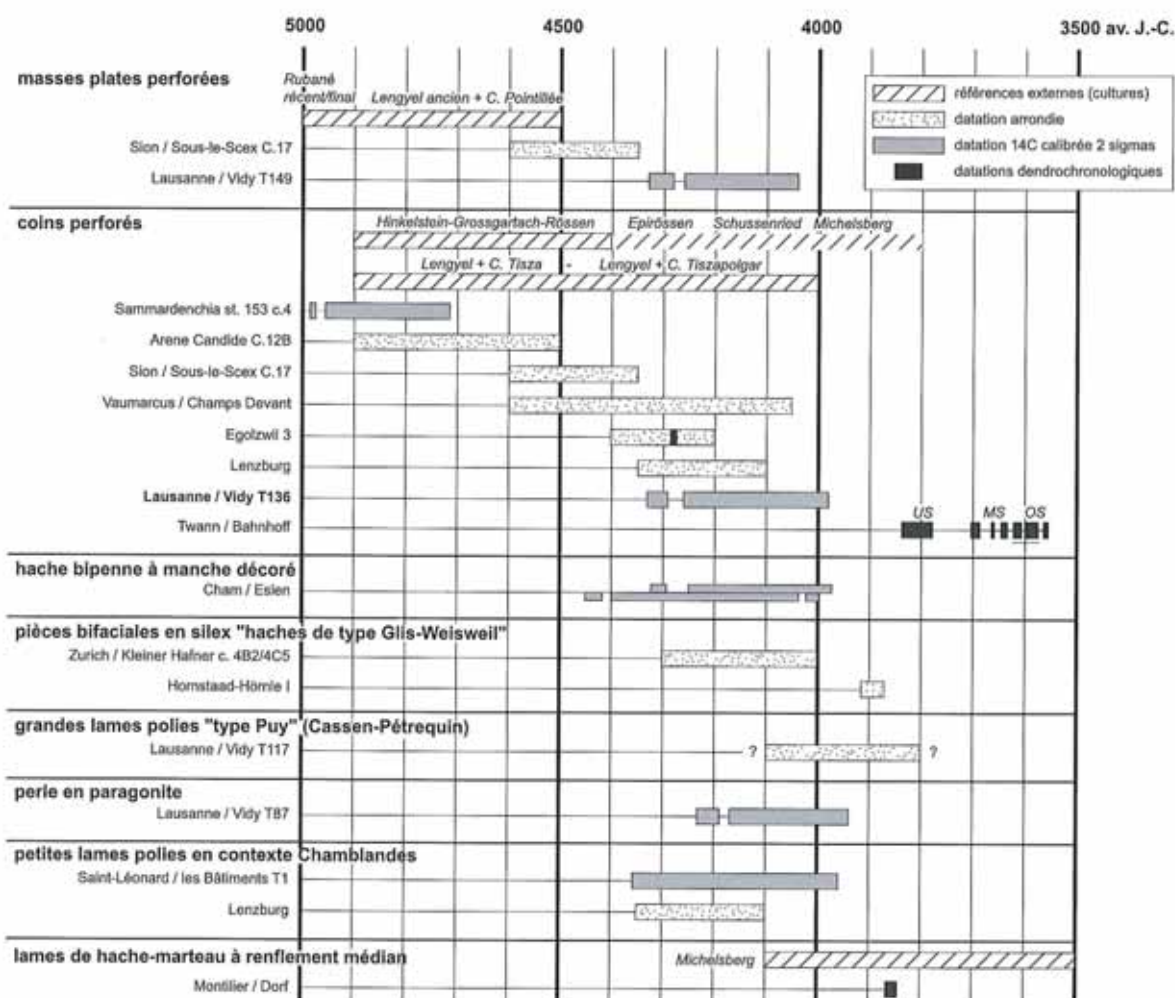 5000 4500 4000 3500 av. J.-C.
masses plates perforées
Rubané
récent/final
Lengyel ancien + C. Pointillée
références externes (cultures)
datation arrondie
datation 14C calibrée 2 sigmas
datations dendrochronologiques
Sion / Sous-le-Scex C.17
Lausanne / Vidy T149
coins perforés
Hinkelstein-Grossgartach-Rössen Epirössen Schussenried Michelsberg
Lengyel + C. Tisza - Lengyel + C. Tiszapolgar
Sammardenchia st. 153 c.4
Arene Candide C.12B
Sion / Sous-le-Scex C.17
Vaumarcus / Champs Devant
Egolzwil 3
Lenzburg
Lausanne / Vidy T136
US MS OS
Twann / Bahnhoff
hache bipenne à manche décoré
Cham / Eslen
pièces bifaciales en silex "haches de type Glis-Weisweil"
Zurich / Kleiner Hafner c. 4B2/4C5
Hornstaad-Hörnle I
grandes lames polies "type Puy" (Cassen-Pétrequin)
Lausanne / Vidy T117 ? ?
perle en paragonite
Lausanne / Vidy T87
petites lames polies en contexte Chamblandes
Saint-Léonard / les Bâtiments T1
Lenzburg
lames de hache-marteau à renflement médian
Michelsberg
Montilier / Dorf